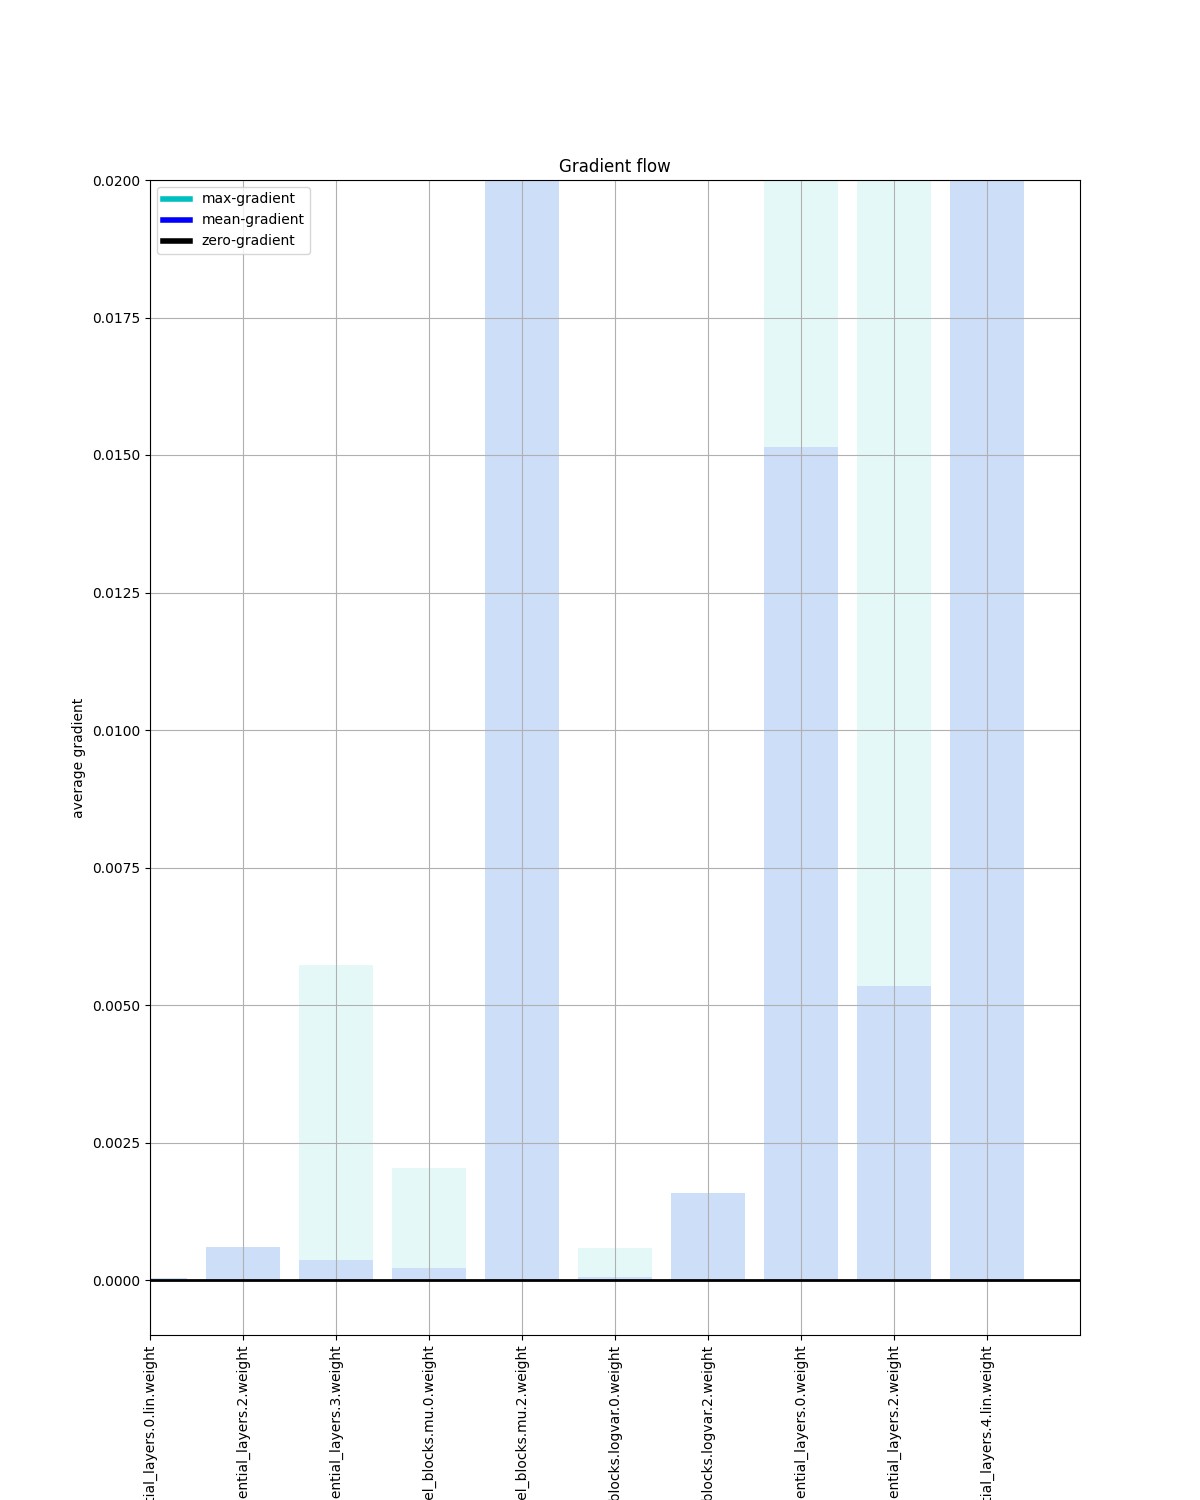 Gradient flow
max-gradient
mean-gradient
zero-gradient
0.0200
0.0175
0.0150
0.0125
0.0100
0.0075
0.0050
0.0025
0.0000
average gradient
tial_layers.0.lin.weight
ential_layers.2.weight
ential_layers.3.weight
el_blocks.mu.0.weight
el_blocks.mu.2.weight
blocks.logvar.0.weight
blocks.logvar.2.weight
ential_layers.0.weight
ential_layers.2.weight
tial_layers.4.lin.weight